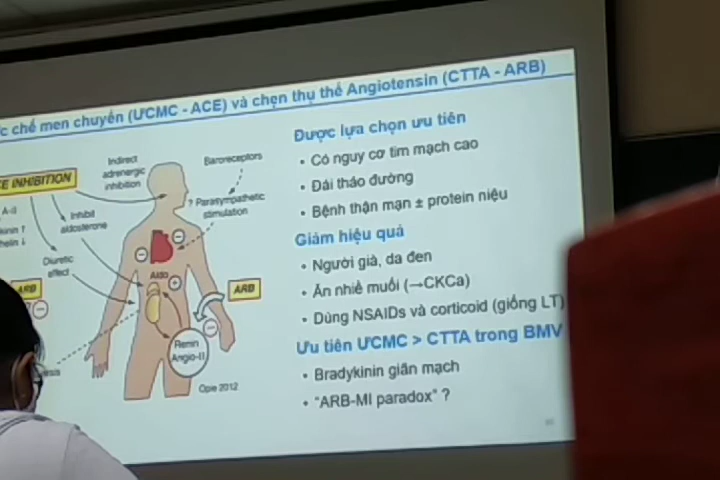 c chế men chuyển (ƯCMC - ACE) và chẹn thụ thể Angiotensin (CTTA - ARB)
E INHIBITION
A-II
Indirect
adrenergic
inhibition
Baroreceptors
? Parasympathetic
stimulation
Inhibit
aldosterone
Diuretic
effect
ARB
Aldo
ARB
Renin
Angio-II
Opie 2012
Được lựa chọn ưu tiên
• Có nguy cơ tim mạch cao
• Đái tháo đường
• Bệnh thận mạn ± protein niệu
Giảm hiệu quả
• Người già, da đen
• Ăn nhiề muối (→CKCa)
• Dùng NSAIDs và corticoid (giống LT)
Ưu tiên ƯCMC > CTTA trong BMV
• Bradykinin giãn mạch
• "ARB-MI paradox" ?